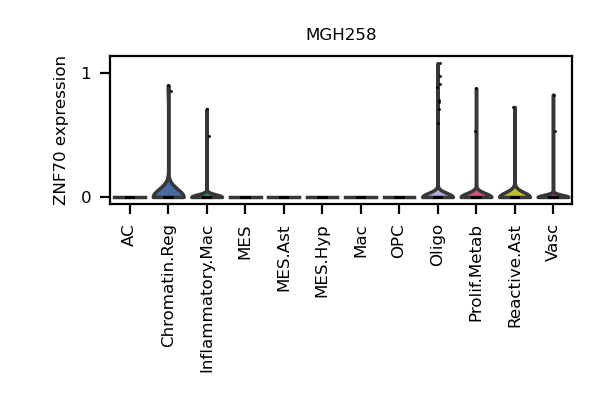 MGH258
ZNF70 expression
1
0
AC
Chromatin.Reg
Inflammatory.Mac
MES
MES.Ast
MES.Hyp
Mac
OPC
Oligo
Prolif.Metab
Reactive.Ast
Vasc